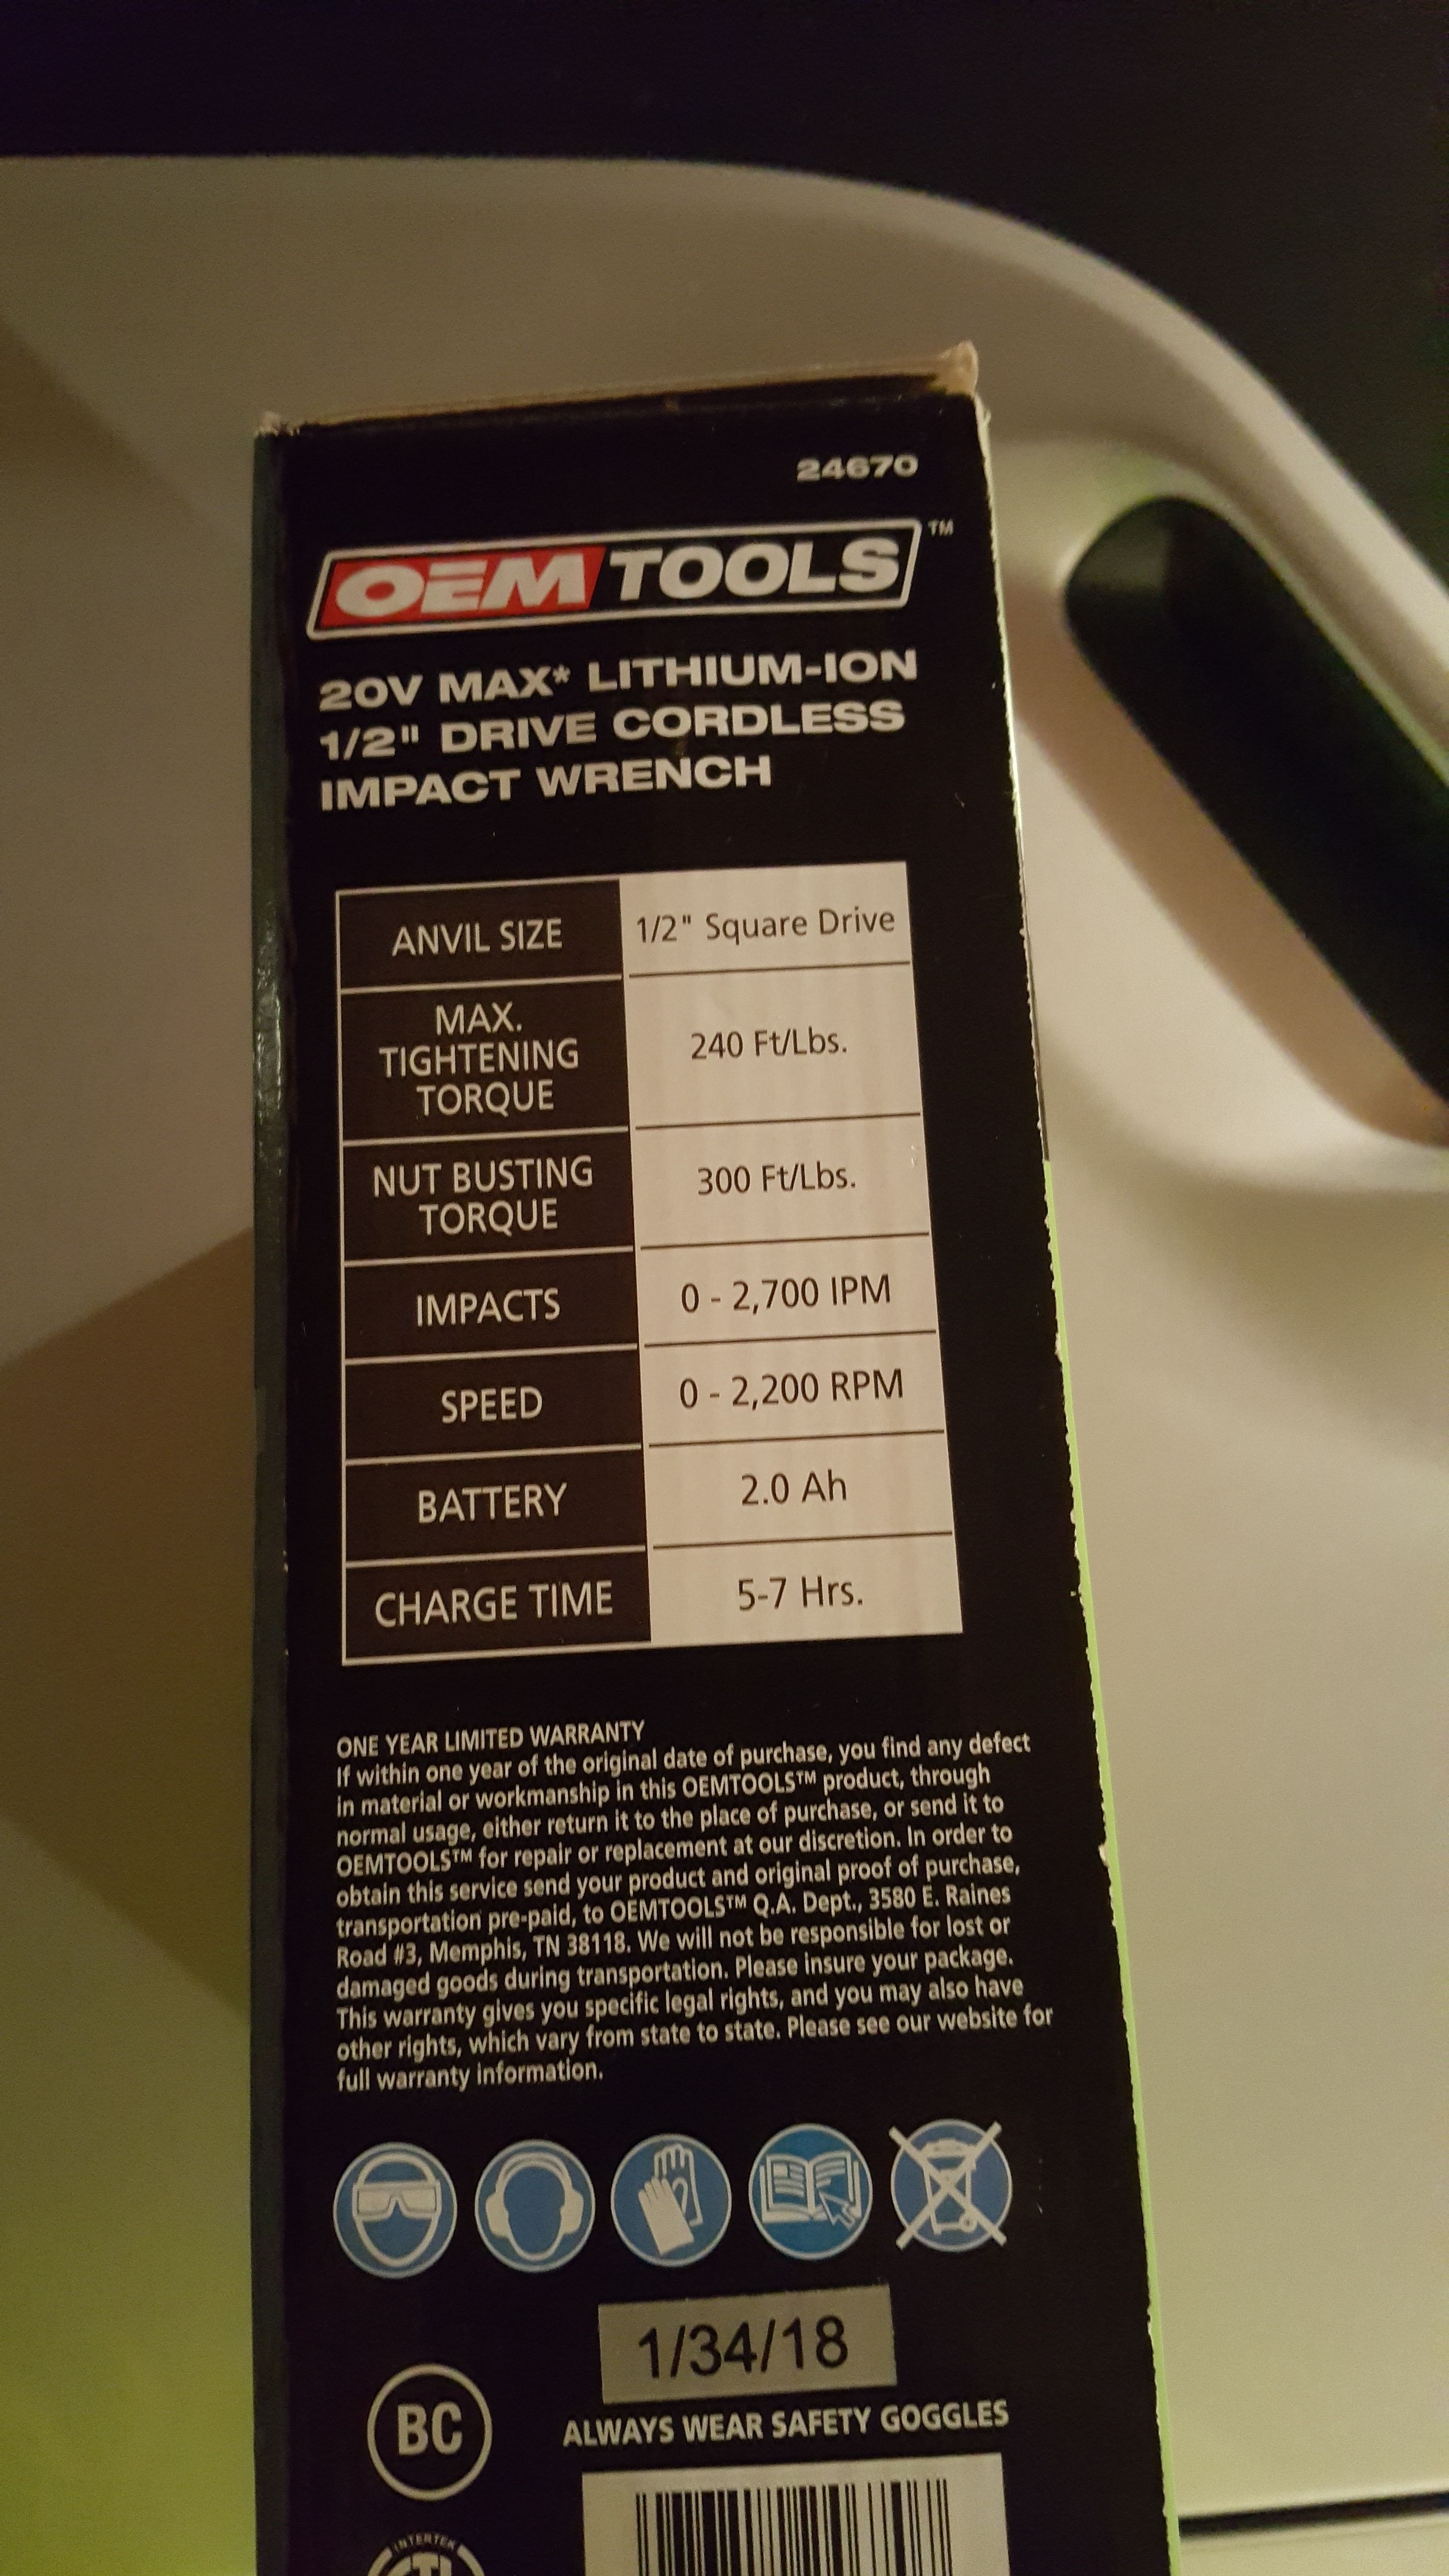 24670
OEMTOOLS™
20V MAX* LITHIUM-ION
1/2" DRIVE CORDLESS
IMPACT WRENCH
ANVIL SIZE 1/2" Square Drive
MAX.
TIGHTENING
TORQUE
240 Ft/Lbs.
NUT BUSTING
TORQUE
300 Ft/Lbs.
IMPACTS 0 - 2,700 IPM
SPEED 0 - 2,200 RPM
BATTERY 2.0 Ah
CHARGE TIME 5-7 Hrs.
ONE YEAR LIMITED WARRANTY
If within one year of the original date of purchase, you find any defect
in material or workmanship in this OEMTOOLS™ product, through
normal usage, either return it to the place of purchase, or send it to
OEMTOOLS™ for repair or replacement at our discretion. In order to
obtain this service send your product and original proof of purchase,
transportation pre-paid, to OEMTOOLS™ Q.A. Dept., 3580 E. Raines
Road #3, Memphis, TN 38118. We will not be responsible for lost or
damaged goods during transportation. Please insure your package.
This warranty gives you specific legal rights, and you may also have
other rights, which vary from state to state. Please see our website for
full warranty information.
1/34/18
BC
ALWAYS WEAR SAFETY GOGGLES
INTERTEK